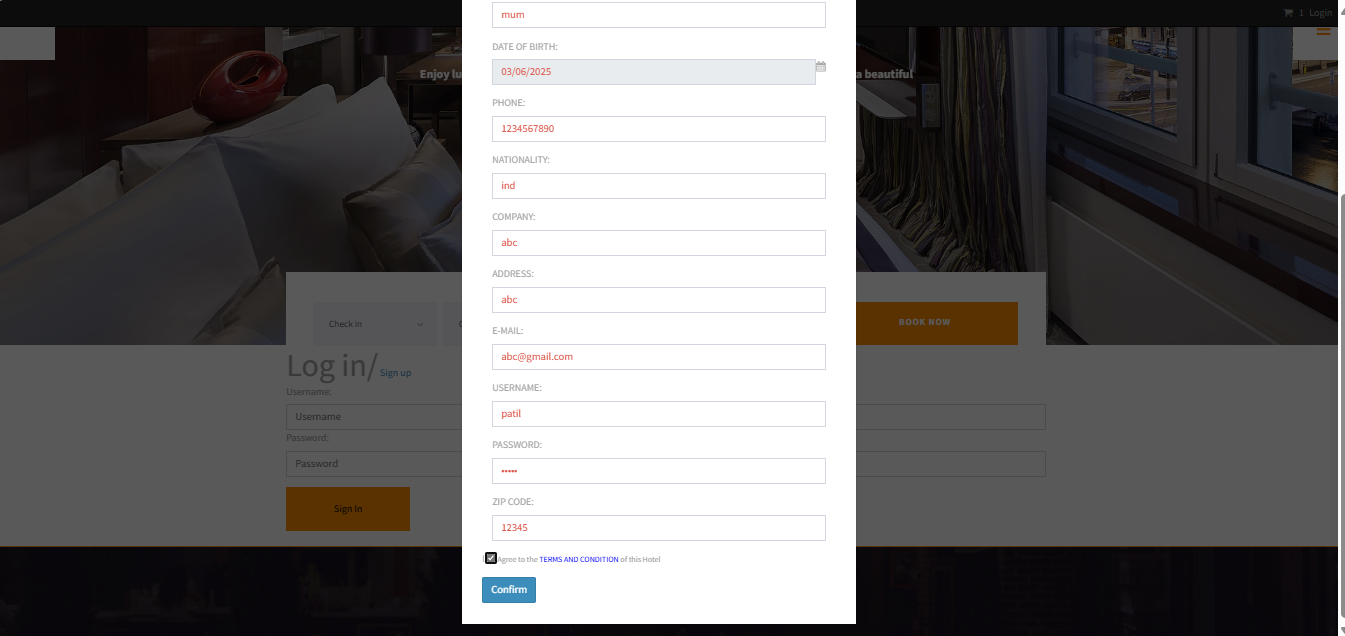 1 Login
Enjoy lu
a beautiful
mum
DATE OF BIRTH:
03/06/2025
PHONE:
1234567890
NATIONALITY:
ind
COMPANY:
abc
ADDRESS:
abc
E-MAIL:
abc@gmail.com
USERNAME:
patil
PASSWORD:
•••••
ZIP CODE:
12345
Agree to the TERMS AND CONDITION of this Hotel
Confirm
Check in
BOOK NOW
Log in/ Sign up
Username:
Username
Password:
Password
Sign In